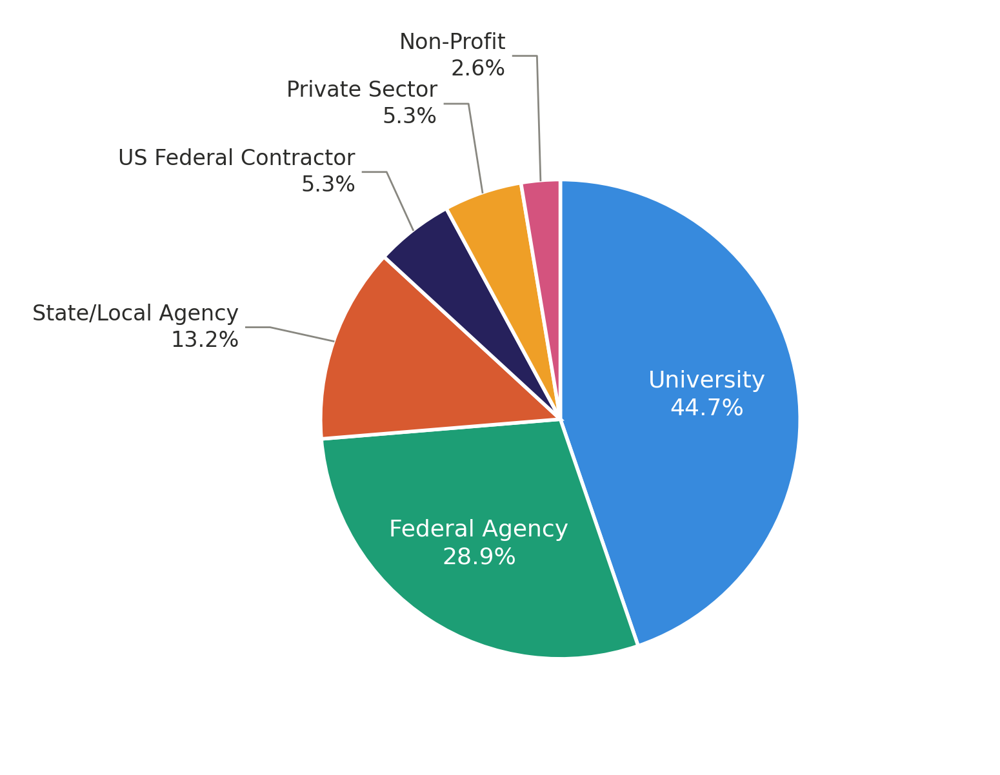 Non-Profit
2.6%
Private Sector
5.3%
US Federal Contractor
5.3%
State/Local Agency
13.2%
University
44.7%
Federal Agency
28.9%